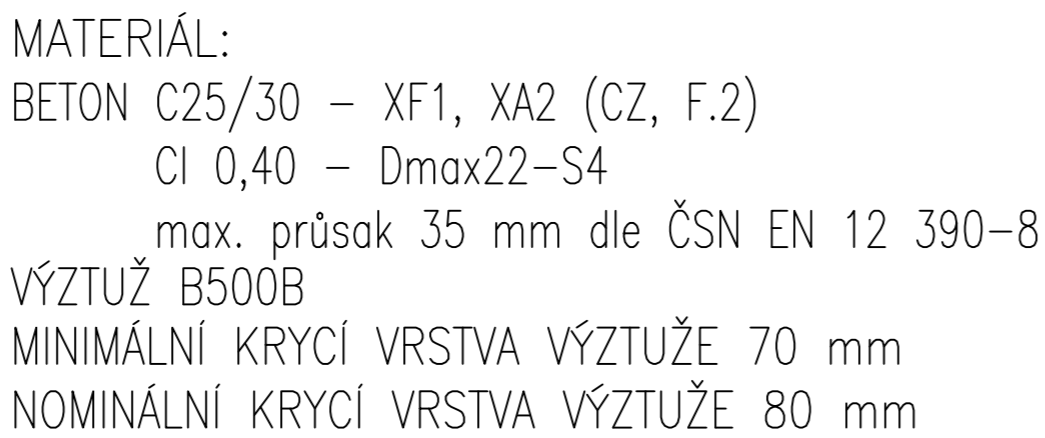 MATERIÁL:
BETON C25/30 – XF1, XA2 (CZ, F.2)
Cl 0,40 – Dmax22–S4
max. průsak 35 mm dle ČSN EN 12 390–8
VÝZTUŽ B500B
MINIMÁLNÍ KRYCÍ VRSTVA VÝZTUŽE 70 mm
NOMINÁLNÍ KRYCÍ VRSTVA VÝZTUŽE 80 mm